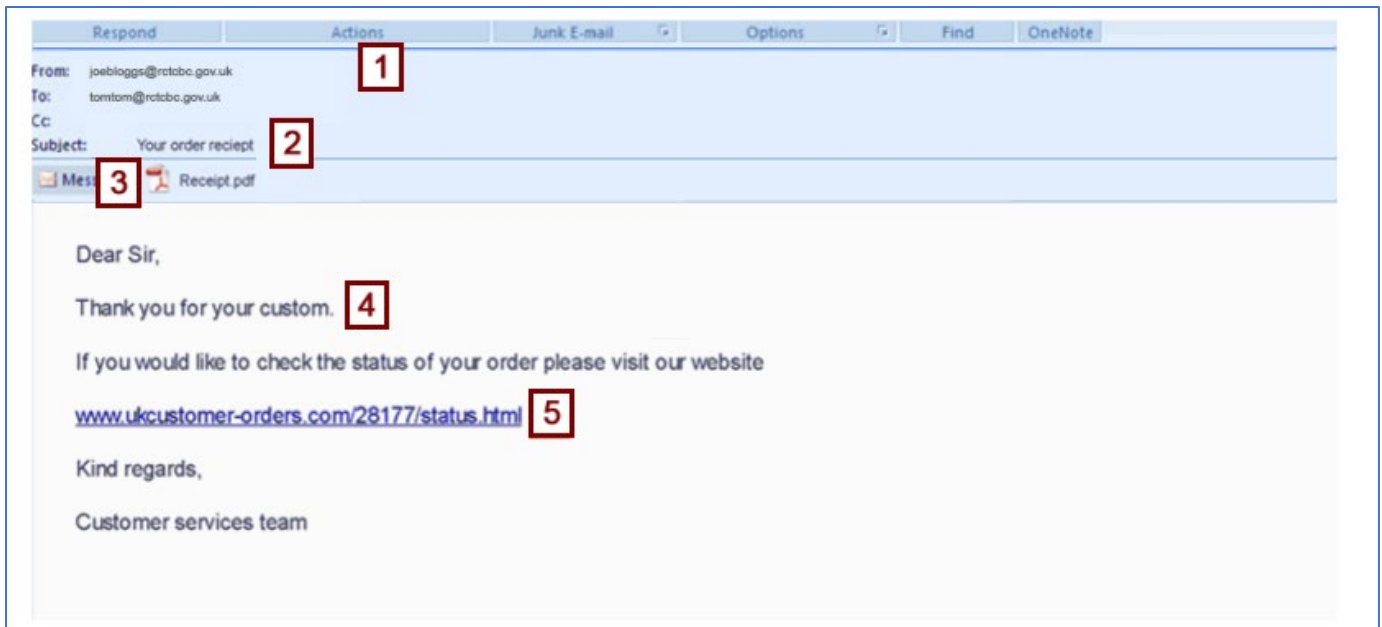 Respond Actions Junk E-mail Options Find OneNote
1
From: joebloggs@rctcbc.gov.uk
To: tomtom@rctcbc.gov.uk
Cc:
Subject: Your order reciept 2
3 Receipt.pdf
Dear Sir,
Thank you for your custom. 4
If you would like to check the status of your order please visit our website
www.ukcustomer-orders.com/28177/status.html 5
Kind regards,
Customer services team